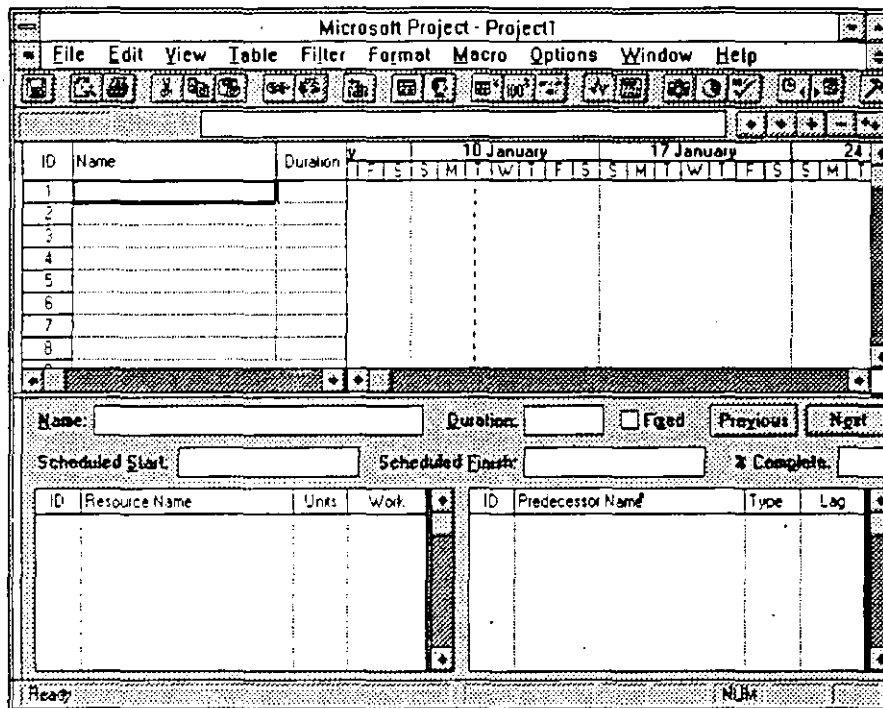 Microsoft Project - Project1
File Edit View Table Filter Format Macro Options Window Help
ID Name Duration y 10 January 17 January 24
T F S S M T W T F S S M T W T F S S M T
1
2
3
4
5
6
7
8
Name: Duration: Fixed Previous Next
Scheduled Start: Scheduled Finish: % Complete:
ID Resource Name Units Work ID Predecessor Name Type Lag
Ready NUM